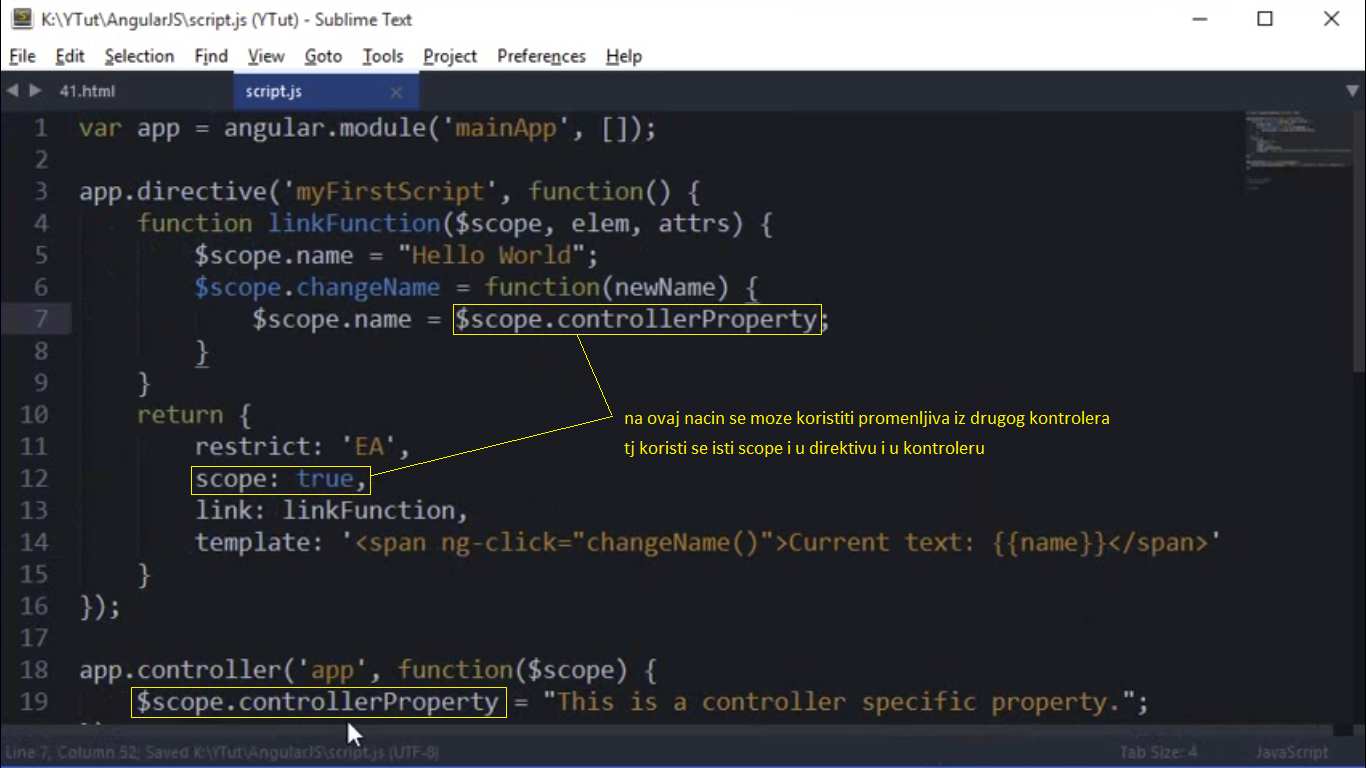 K:\YTut\AngularJS\script.js (YTut) - Sublime Text
File Edit Selection Find View Goto Tools Project Preferences Help
41.html script.js
1 var app = angular.module('mainApp', []);
2
3 app.directive('myFirstScript', function() {
4 function linkFunction($scope, elem, attrs) {
5 $scope.name = "Hello World";
6 $scope.changeName = function(newName) {
7 $scope.name = $scope.controllerProperty;
8 }
9 }
10 return {
11 restrict: 'EA',
12 scope: true,
13 link: linkFunction,
14 template: '<span ng-click="changeName()">Current text: {{name}}</span>'
15 }
16 });
17
18 app.controller('app', function($scope) {
19 $scope.controllerProperty = "This is a controller specific property.";
na ovaj nacin se moze koristiti promenljiva iz drugog kontrolera
tj koristi se isti scope i u direktivu i u kontroleru
Line 7, Column 52; Saved K:\YTut\AngularJS\script.js (UTF-8) Tab Size: 4 JavaScript